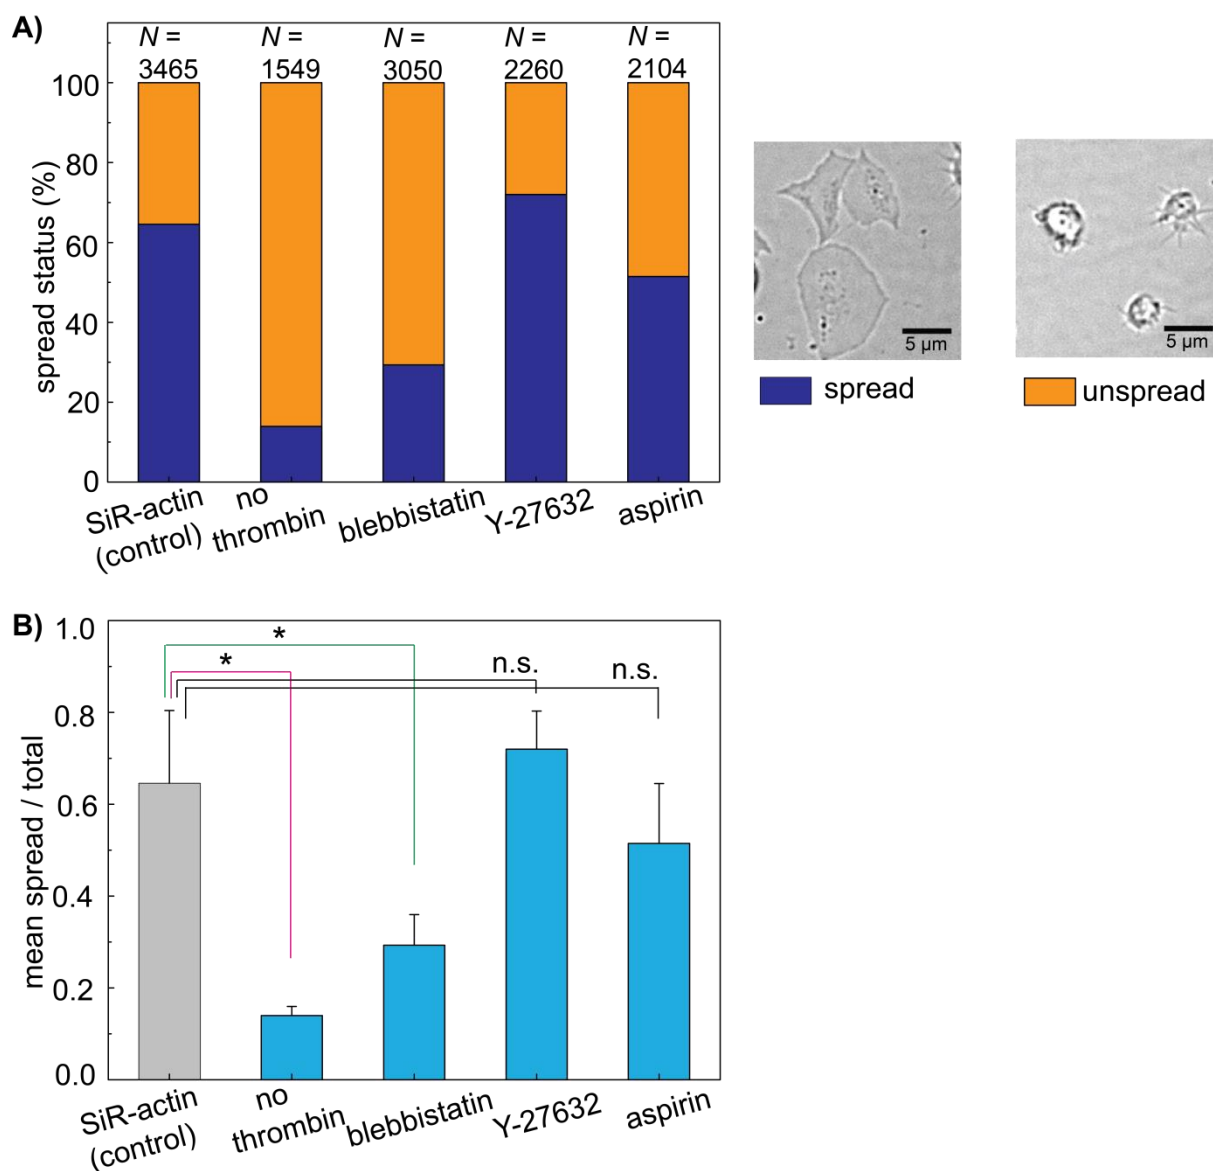 A)
N = N = N = N = N =
3465 1549 3050 2260 2104
100
80
60
40
20
0
spread status (%)
SiR-actin
(control)
no
thrombin
blebbistatin
Y-27632
aspirin
5 µm
5 µm
spread
unspread
B)
1.0
0.8
0.6
0.4
0.2
0.0
mean spread / total
*
*
n.s.
n.s.
SiR-actin
(control)
no
thrombin
blebbistatin
Y-27632
aspirin